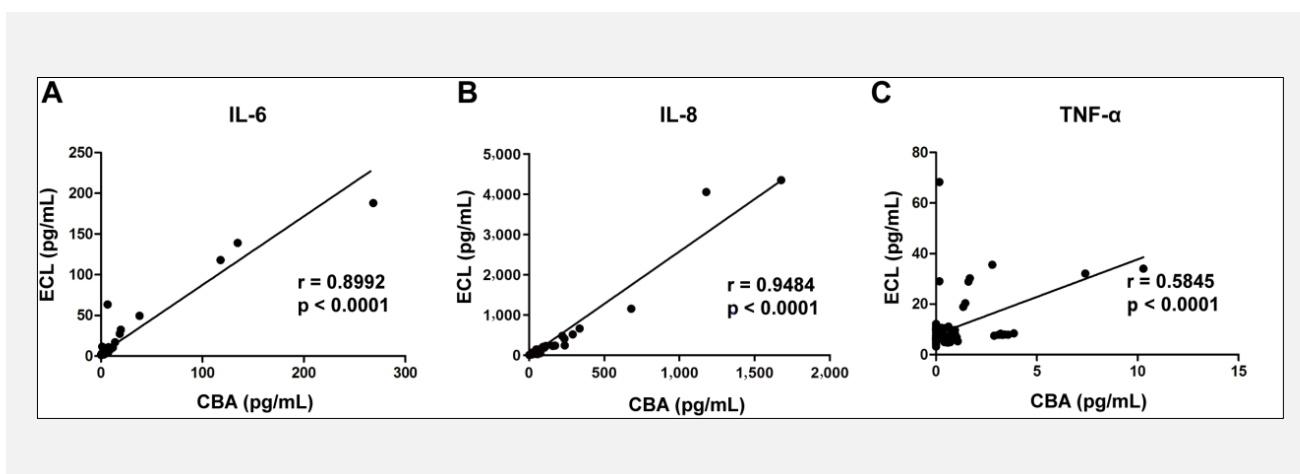 A
IL-6
250
200
150
100
50
0
ECL (pg/mL)
r = 0.8992
p < 0.0001
0 100 200 300
CBA (pg/mL)
B
IL-8
5,000
4,000
3,000
2,000
1,000
0
ECL (pg/mL)
r = 0.9484
p < 0.0001
0 500 1,000 1,500 2,000
CBA (pg/mL)
C
TNF-α
80
60
40
20
0
ECL (pg/mL)
r = 0.5845
p < 0.0001
0 5 10 15
CBA (pg/mL)